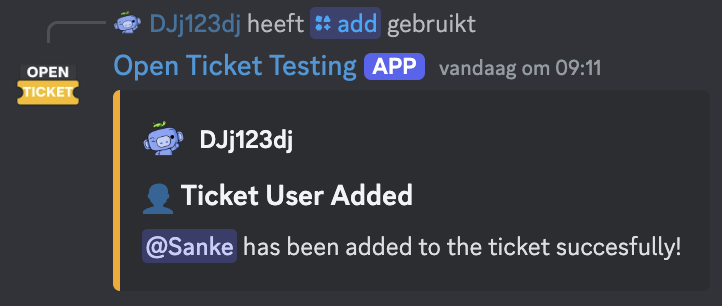 DJj123dj heeft add gebruikt
OPEN
TICKET
Open Ticket Testing APP vandaag om 09:11
DJj123dj
Ticket User Added
@Sanke has been added to the ticket succesfully!